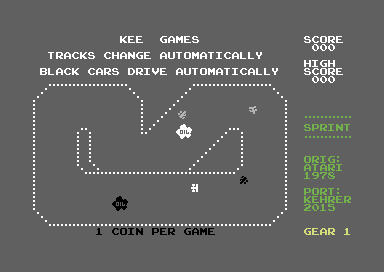 KEE GAMES
TRACKS CHANGE AUTOMATICALLY
BLACK CARS DRIVE AUTOMATICALLY
SCORE
000
HIGH
SCORE
000
OIL
SPRINT
ORIG:
ATARI
1978
PORT:
KEHRER
2015
OIL
1 COIN PER GAME
GEAR 1